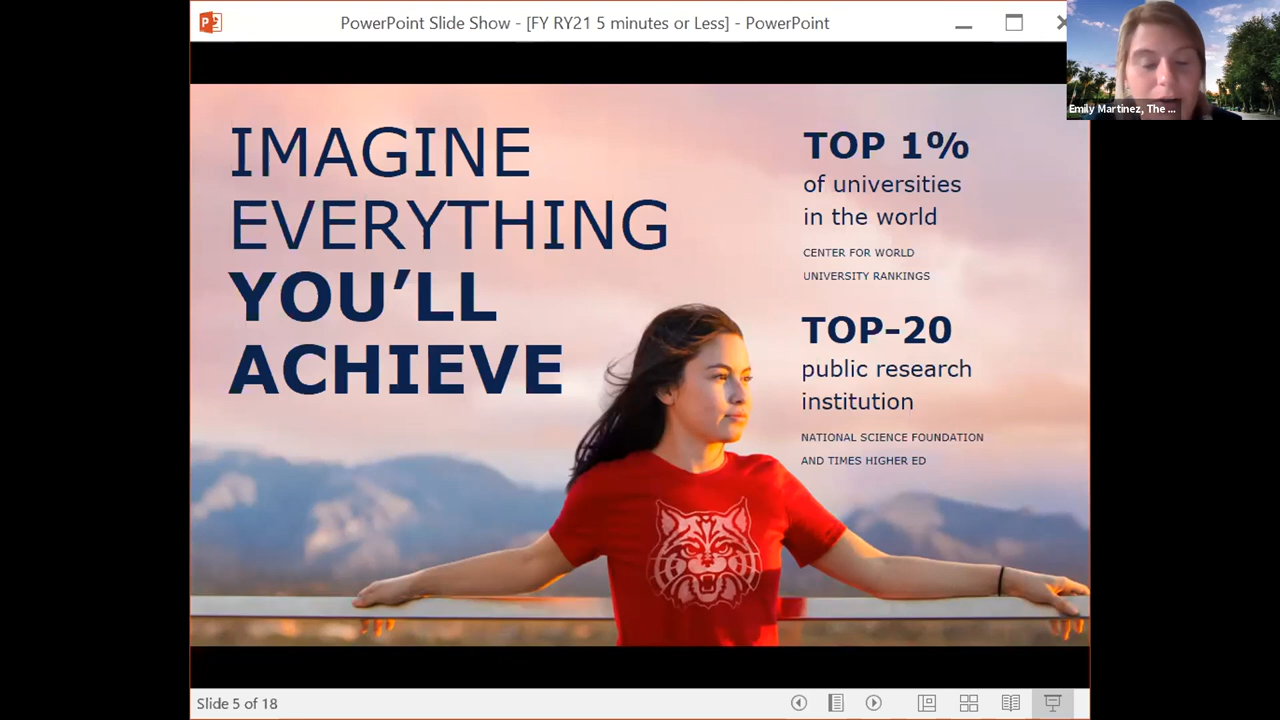 PowerPoint Slide Show - [FY RY21 5 minutes or Less] - PowerPoint
Emily Martinez, The ...
IMAGINE
EVERYTHING
YOU'LL
ACHIEVE
TOP 1%
of universities
in the world
CENTER FOR WORLD
UNIVERSITY RANKINGS
TOP-20
public research
institution
NATIONAL SCIENCE FOUNDATION
AND TIMES HIGHER ED
Slide 5 of 18